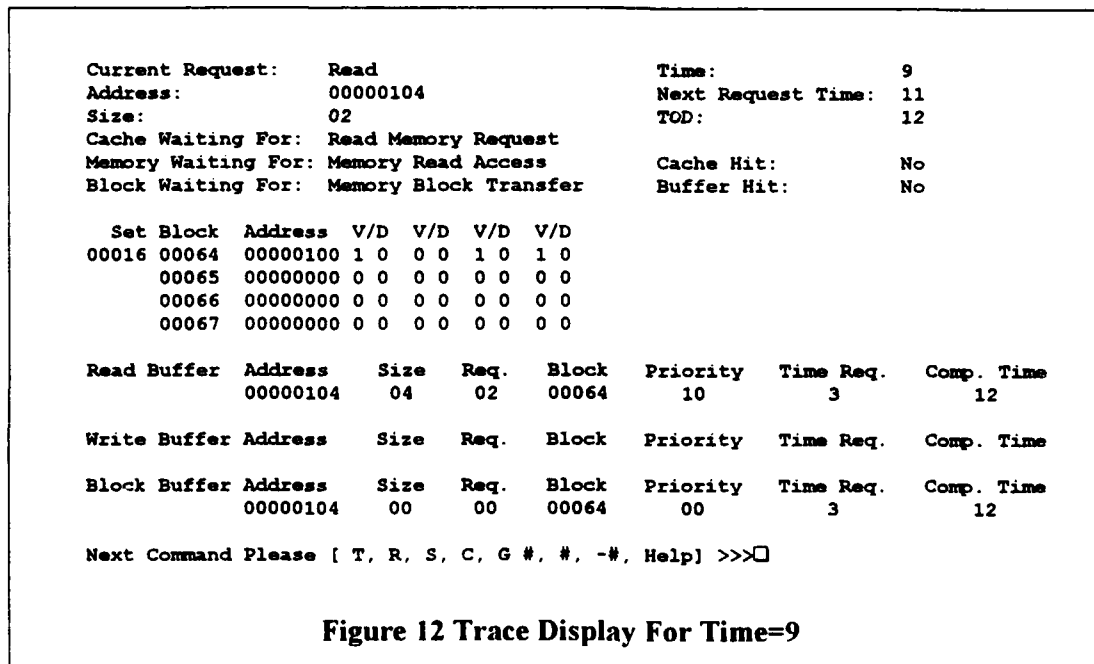 Current Request: Read Time: 9
Address: 00000104 Next Request Time: 11
Size: 02 TOD: 12
Cache Waiting For: Read Memory Request
Memory Waiting For: Memory Read Access Cache Hit: No
Block Waiting For: Memory Block Transfer Buffer Hit: No
Set Block Address V/D V/D V/D V/D
00016 00064 00000100 1 0 0 0 1 0 1 0
00065 00000000 0 0 0 0 0 0 0 0
00066 00000000 0 0 0 0 0 0 0 0
00067 00000000 0 0 0 0 0 0 0 0
Read Buffer Address Size Req. Block Priority Time Req. Comp. Time
00000104 04 02 00064 10 3 12
Write Buffer Address Size Req. Block Priority Time Req. Comp. Time
Block Buffer Address Size Req. Block Priority Time Req. Comp. Time
00000104 00 00 00064 00 3 12
Next Command Please [ T, R, S, C, G #, #, -#, Help] >>>
Figure 12 Trace Display For Time=9